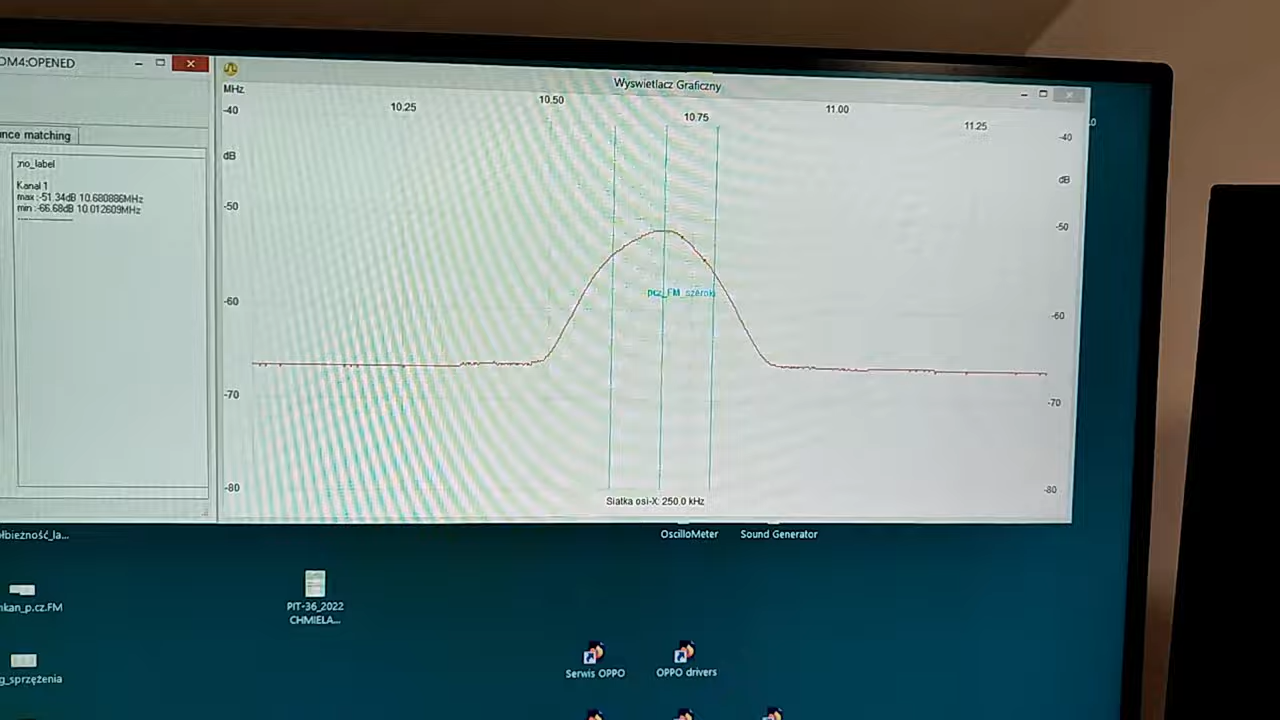 OM4:OPENED
nce matching
;no_label
Kanal 1
max :-51.34dB 10.680886MHz
min :-66.68dB 10.012609MHz
Wyswietlacz Graficzny
MHz
10.25
10.50
10.75
11.00
11.25
-40
dB
-50
-60
-70
-80
-40
dB
-50
-60
-70
-80
pcz_FM_szerok
Siatka osi-X: 250.0 kHz
OscilloMeter
Sound Generator
łbieżność_la...
kan_p.cz.FM
PIT-36_2022
CHMIELA...
g_sprzężenia
Serwis OPPO
OPPO drivers